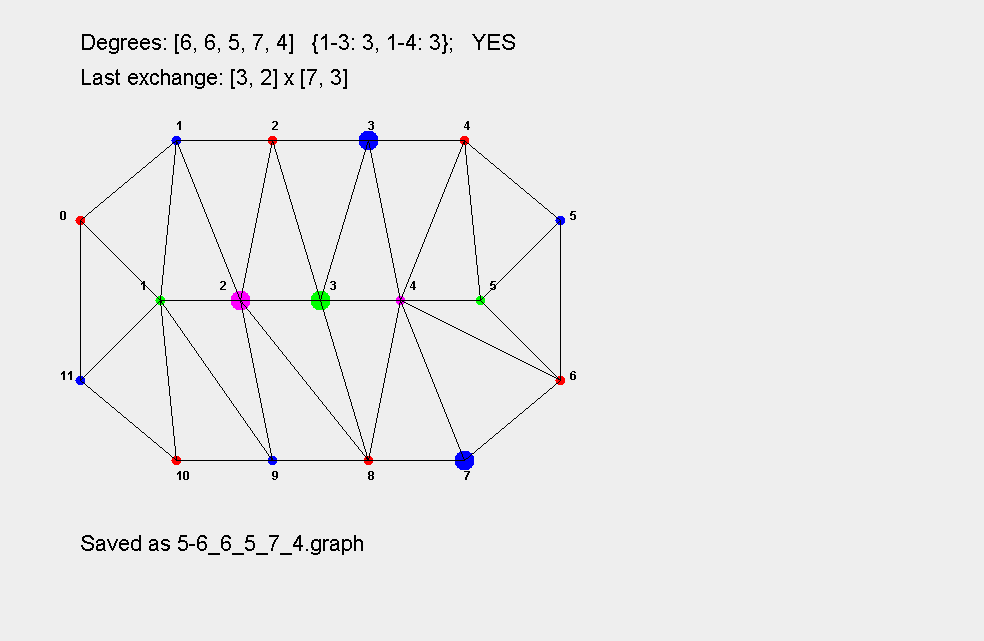 Degrees: [6, 6, 5, 7, 4] {1-3: 3, 1-4: 3}; YES
Last exchange: [3, 2] x [7, 3]
1 2 3 4
0 5
1 2 3 4 5
11 6
10 9 8 7
Saved as 5-6_6_5_7_4.graph